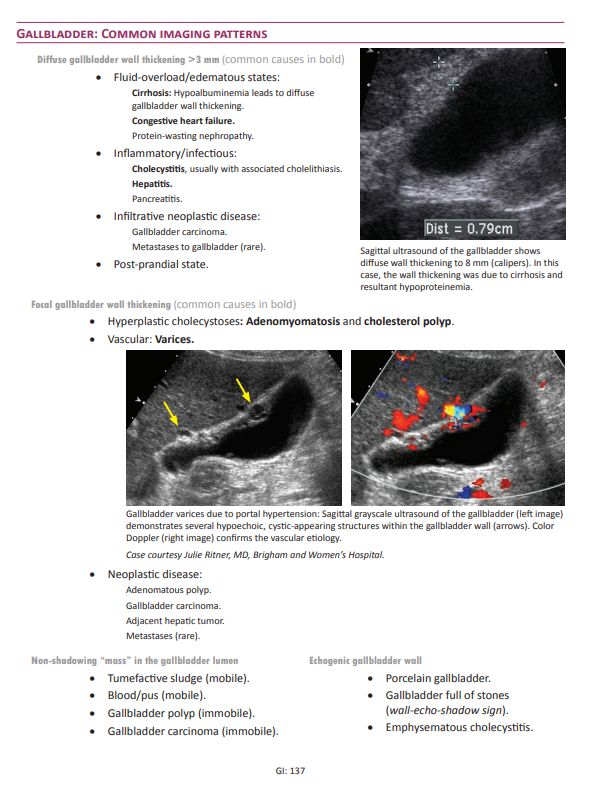 GALLBLADDER: COMMON IMAGING PATTERNS
Diffuse gallbladder wall thickening >3 mm (common causes in bold)
• Fluid-overload/edematous states:
Cirrhosis: Hypoalbuminemia leads to diffuse
gallbladder wall thickening.
Congestive heart failure.
Protein-wasting nephropathy.
• Inflammatory/infectious:
Cholecystitis, usually with associated cholelithiasis.
Hepatitis.
Pancreatitis.
• Infiltrative neoplastic disease:
Gallbladder carcinoma.
Metastases to gallbladder (rare).
• Post-prandial state.
Dist = 0.79cm
Sagittal ultrasound of the gallbladder shows
diffuse wall thickening to 8 mm (calipers). In this
case, the wall thickening was due to cirrhosis and
resultant hypoproteinemia.
Focal gallbladder wall thickening (common causes in bold)
• Hyperplastic cholecystoses: Adenomyomatosis and cholesterol polyp.
• Vascular: Varices.
Gallbladder varices due to portal hypertension: Sagittal grayscale ultrasound of the gallbladder (left image)
demonstrates several hypoechoic, cystic-appearing structures within the gallbladder wall (arrows). Color
Doppler (right image) confirms the vascular etiology.
Case courtesy Julie Ritner, MD, Brigham and Women's Hospital.
• Neoplastic disease:
Adenomatous polyp.
Gallbladder carcinoma.
Adjacent hepatic tumor.
Metastases (rare).
Non-shadowing “mass” in the gallbladder lumen
• Tumefactive sludge (mobile).
• Blood/pus (mobile).
• Gallbladder polyp (immobile).
• Gallbladder carcinoma (immobile).
Echogenic gallbladder wall
• Porcelain gallbladder.
• Gallbladder full of stones
(wall-echo-shadow sign).
• Emphysematous cholecystitis.
GI: 137